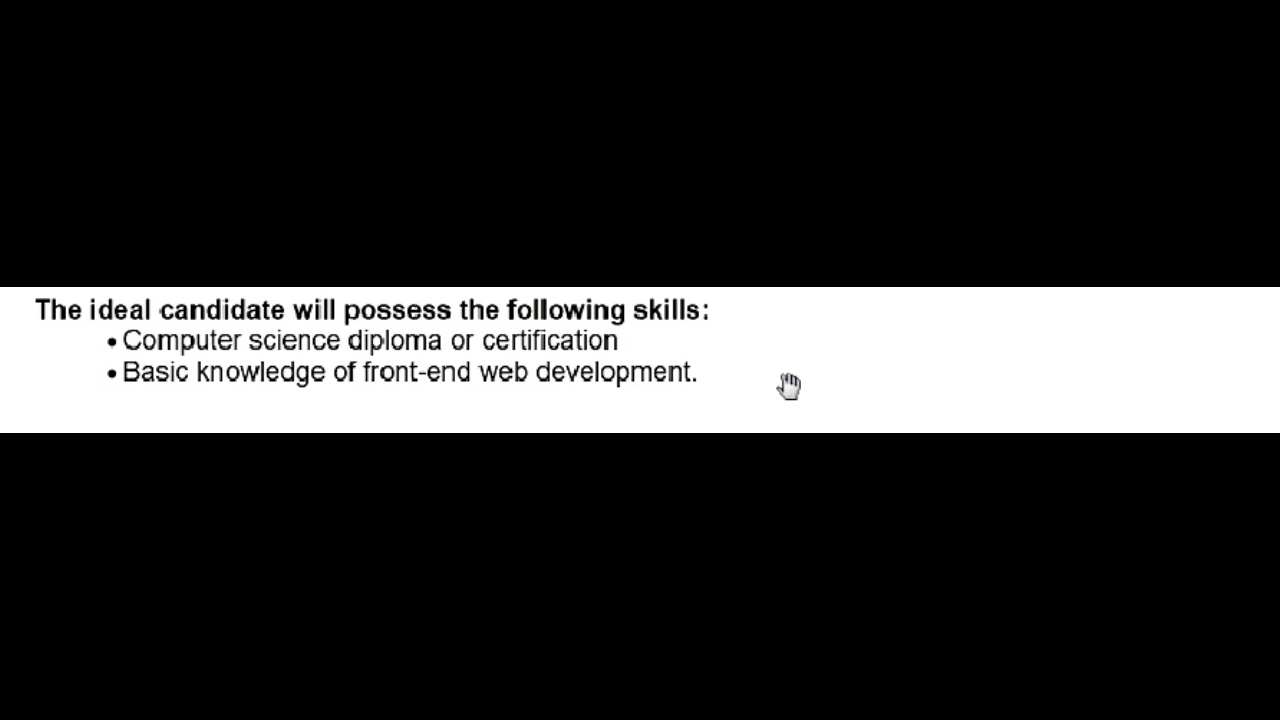 The ideal candidate will possess the following skills:
• Computer science diploma or certification
• Basic knowledge of front-end web development.